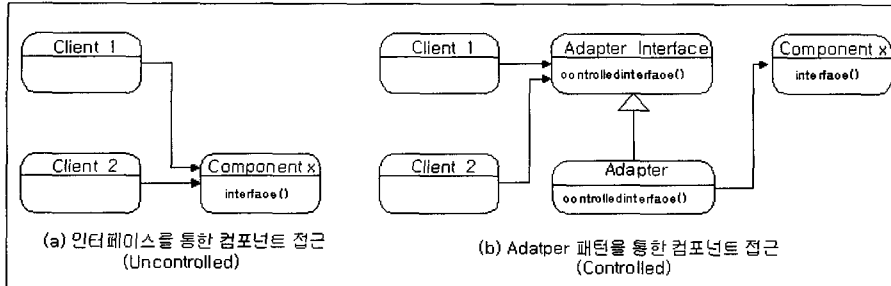 Client 1
Client 2
Component x
interface()
(a) 인터페이스를 통한 컴포넌트 접근
(Uncontrolled)
Client 1
Adapter Interface
controlledinterface()
Component x
interface()
Client 2
Adapter
controlledinterface()
(b) Adatper 패턴을 통한 컴포넌트 접근
(Controlled)